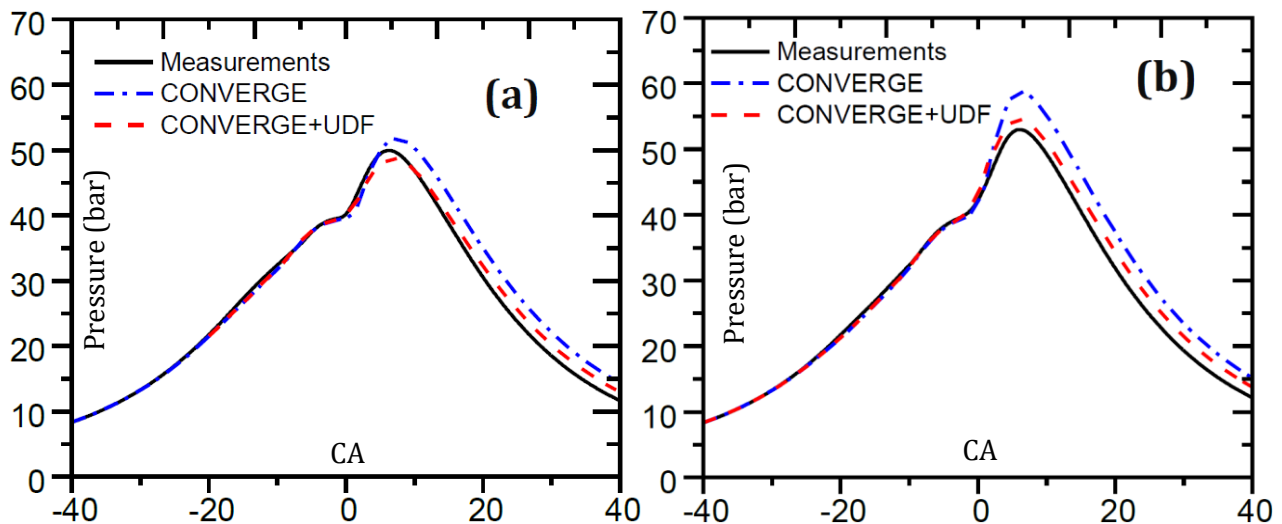 70
60
50
40
30
20
10
0
Pressure (bar)
Measurements
CONVERGE
CONVERGE+UDF
(a)
CA
-40 -20 0 20 40
70
60
50
40
30
20
10
0
Pressure (bar)
Measurements
CONVERGE
CONVERGE+UDF
(b)
CA
-40 -20 0 20 40